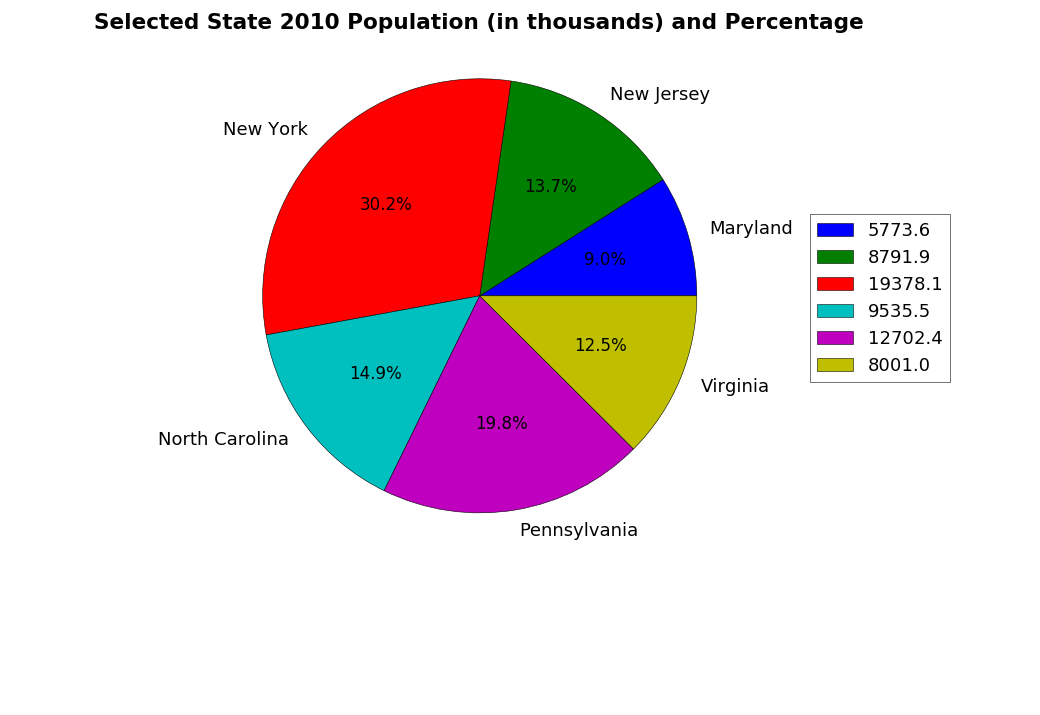 Selected State 2010 Population (in thousands) and Percentage
New Jersey
New York
13.7%
30.2%
Maryland
9.0%
5773.6
8791.9
19378.1
9535.5
12702.4
8001.0
12.5%
14.9%
Virginia
19.8%
North Carolina
Pennsylvania